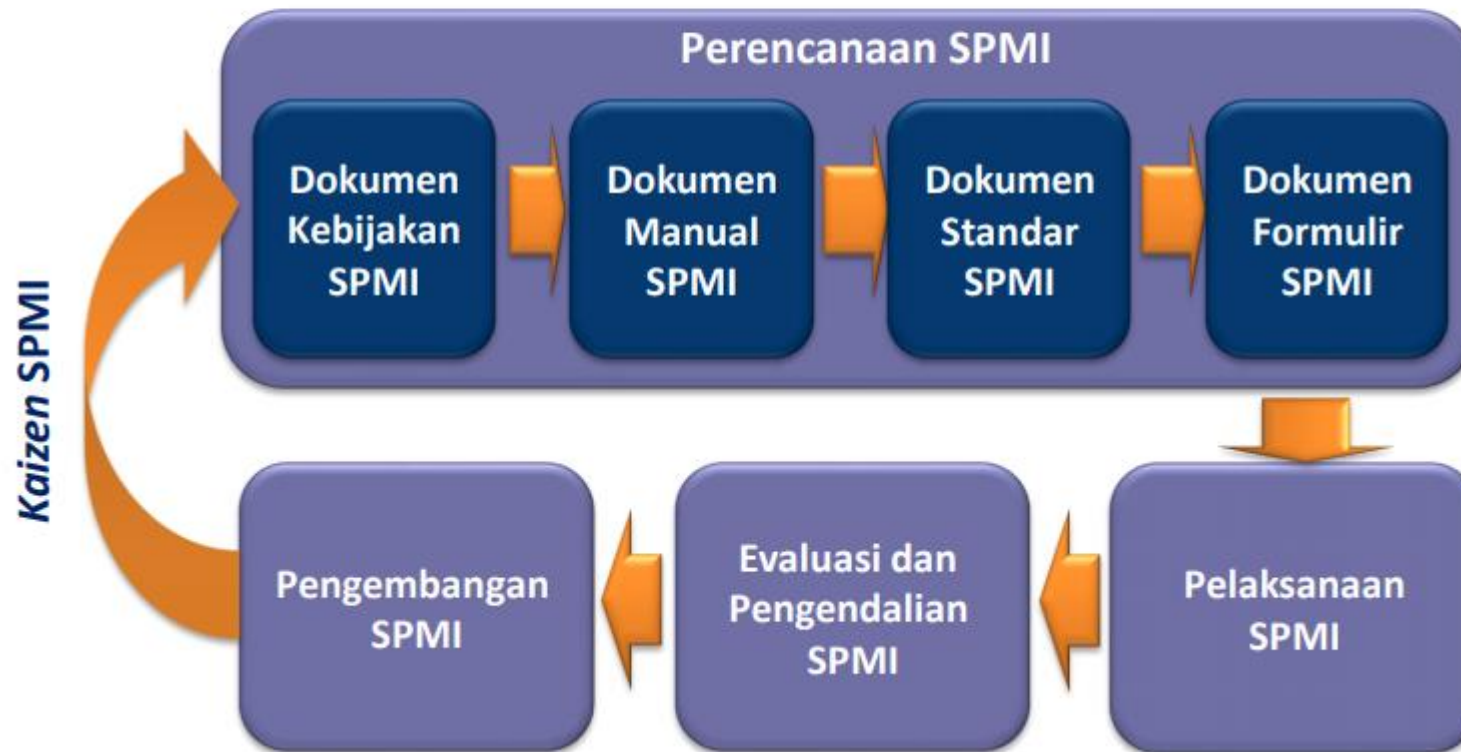 Perencanaan SPMI
Dokumen
Kebijakan
SPMI
Dokumen
Manual
SPMI
Dokumen
Standar
SPMI
Dokumen
Formulir
SPMI
Kaizen SPMI
Pengembangan
SPMI
Evaluasi dan
Pengendalian
SPMI
Pelaksanaan
SPMI